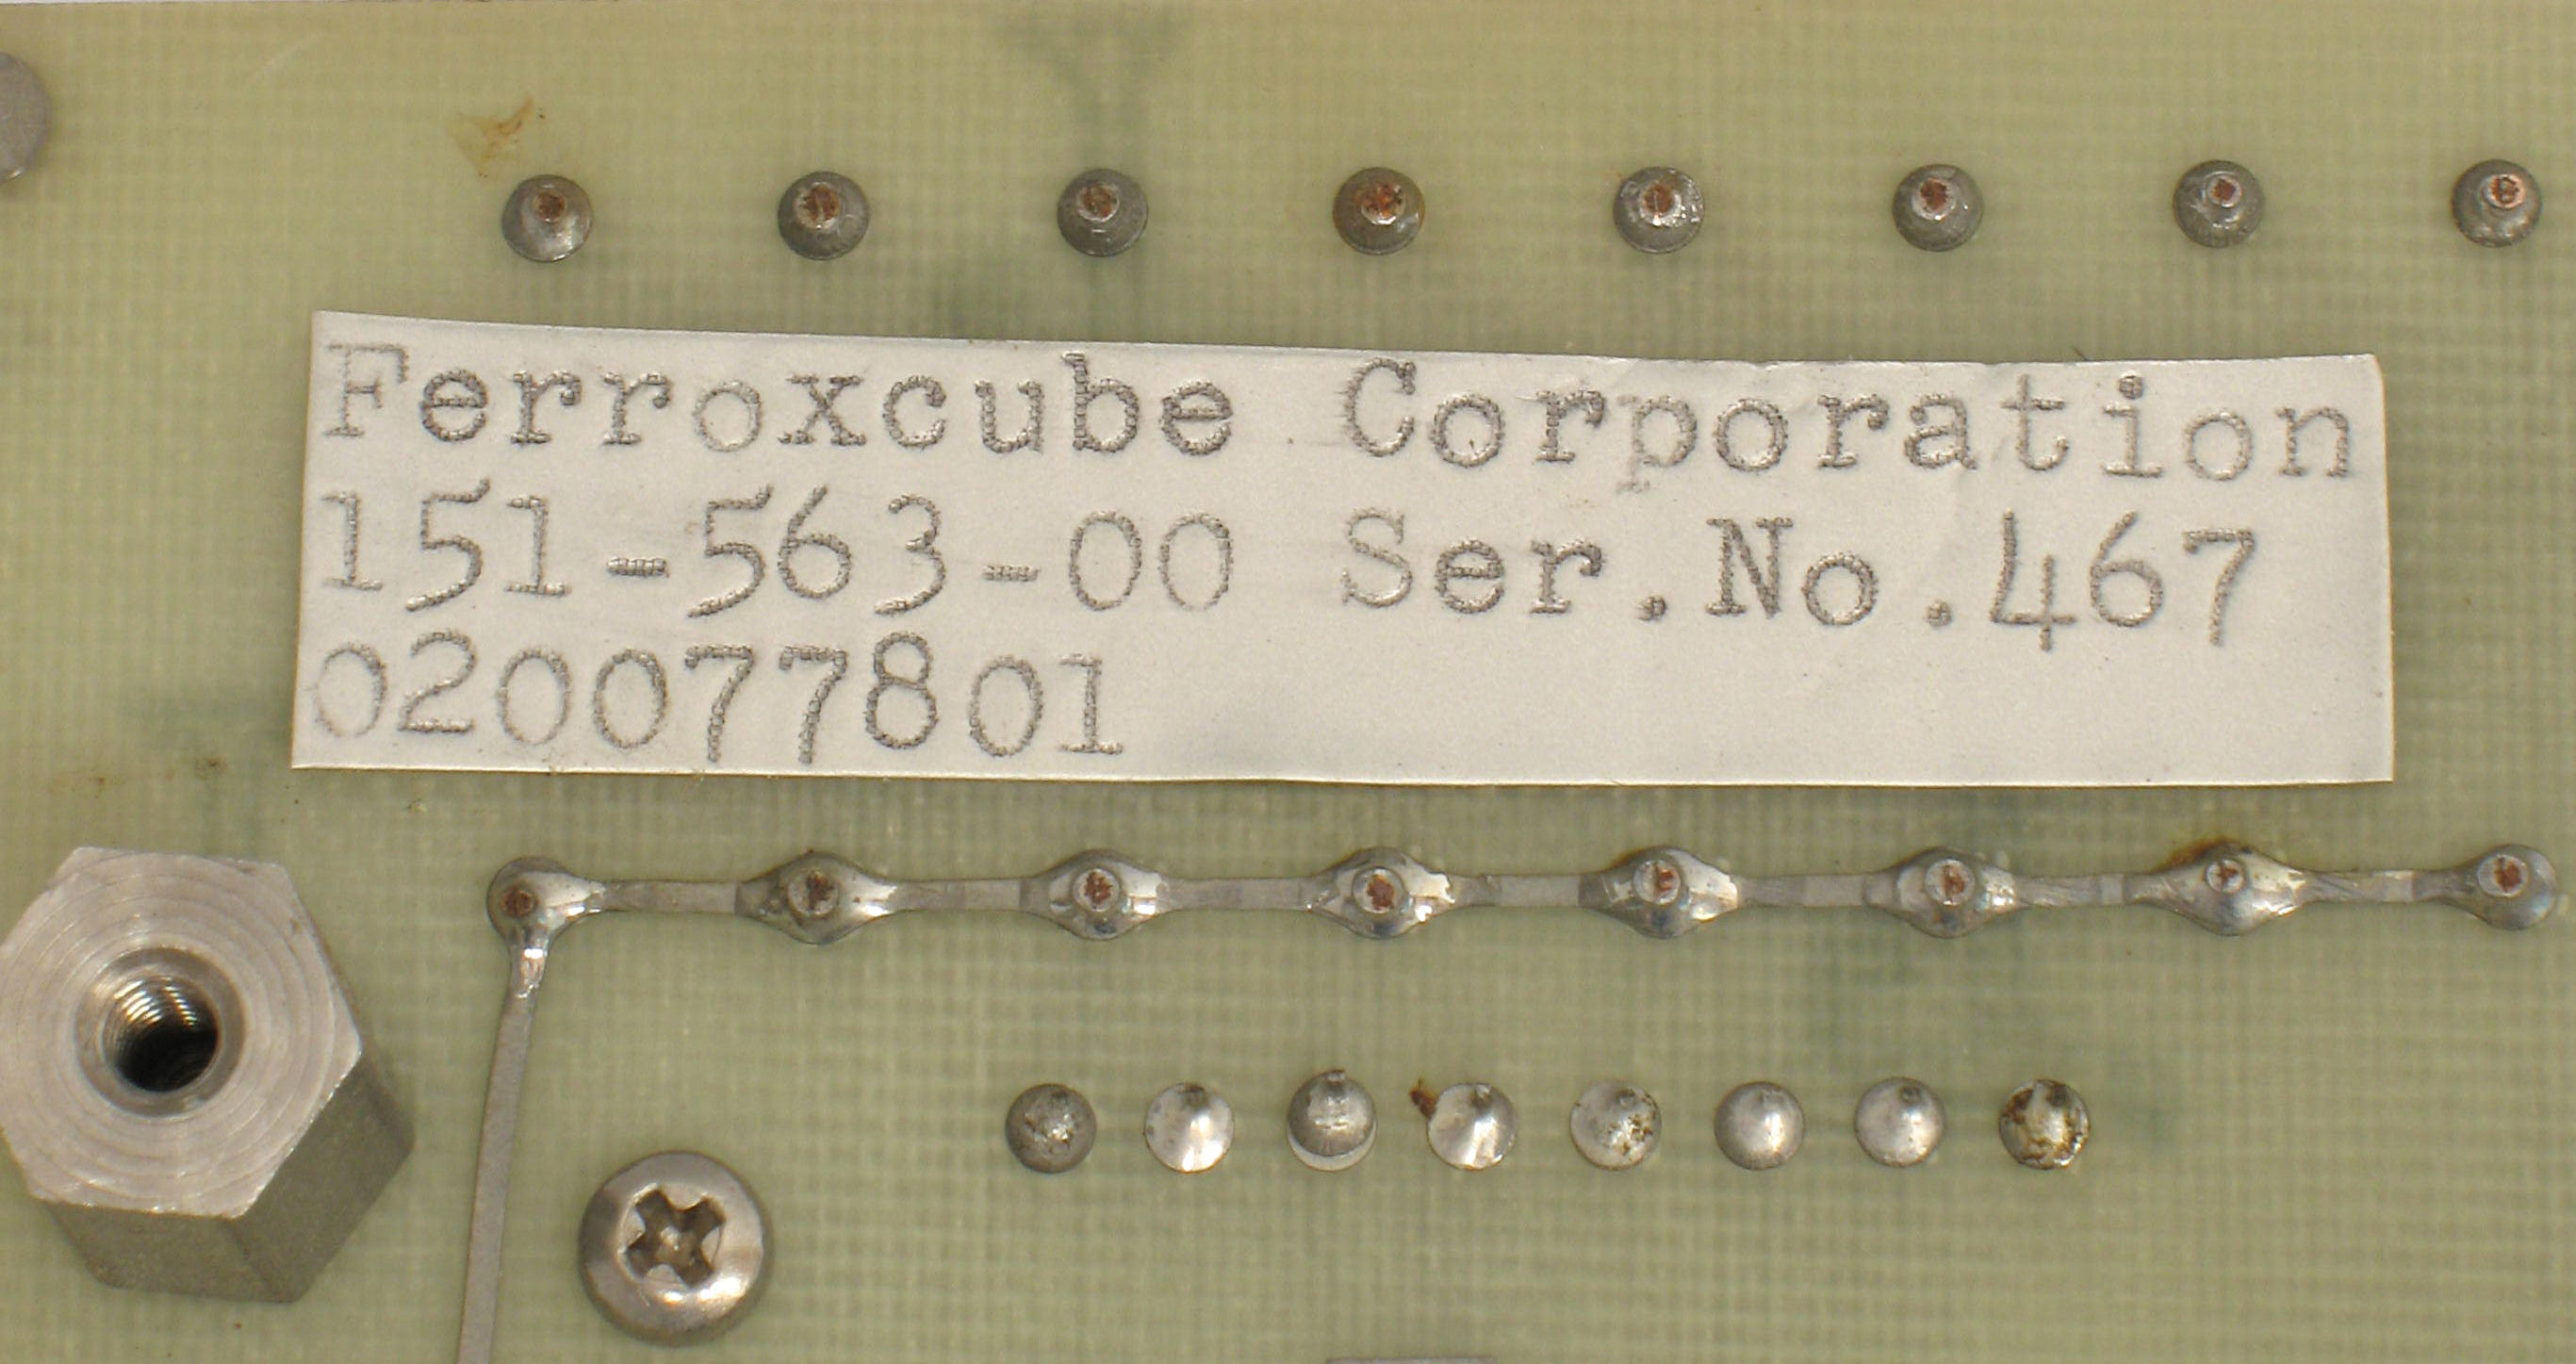 Ferroxcube Corporation
151-563-00 Ser.No.467
020077801